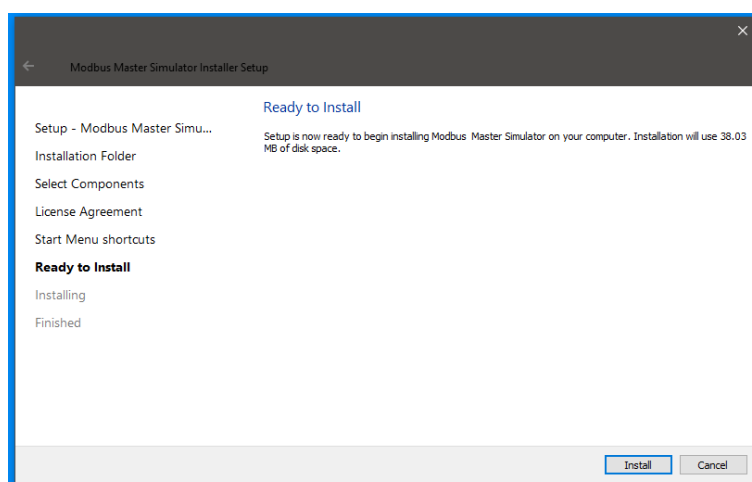 Modbus Master Simulator Installer Setup
Ready to Install
Setup is now ready to begin installing Modbus Master Simulator on your computer. Installation will use 38.03
MB of disk space.
Setup - Modbus Master Simu...
Installation Folder
Select Components
License Agreement
Start Menu shortcuts
Ready to Install
Installing
Finished
Install
Cancel